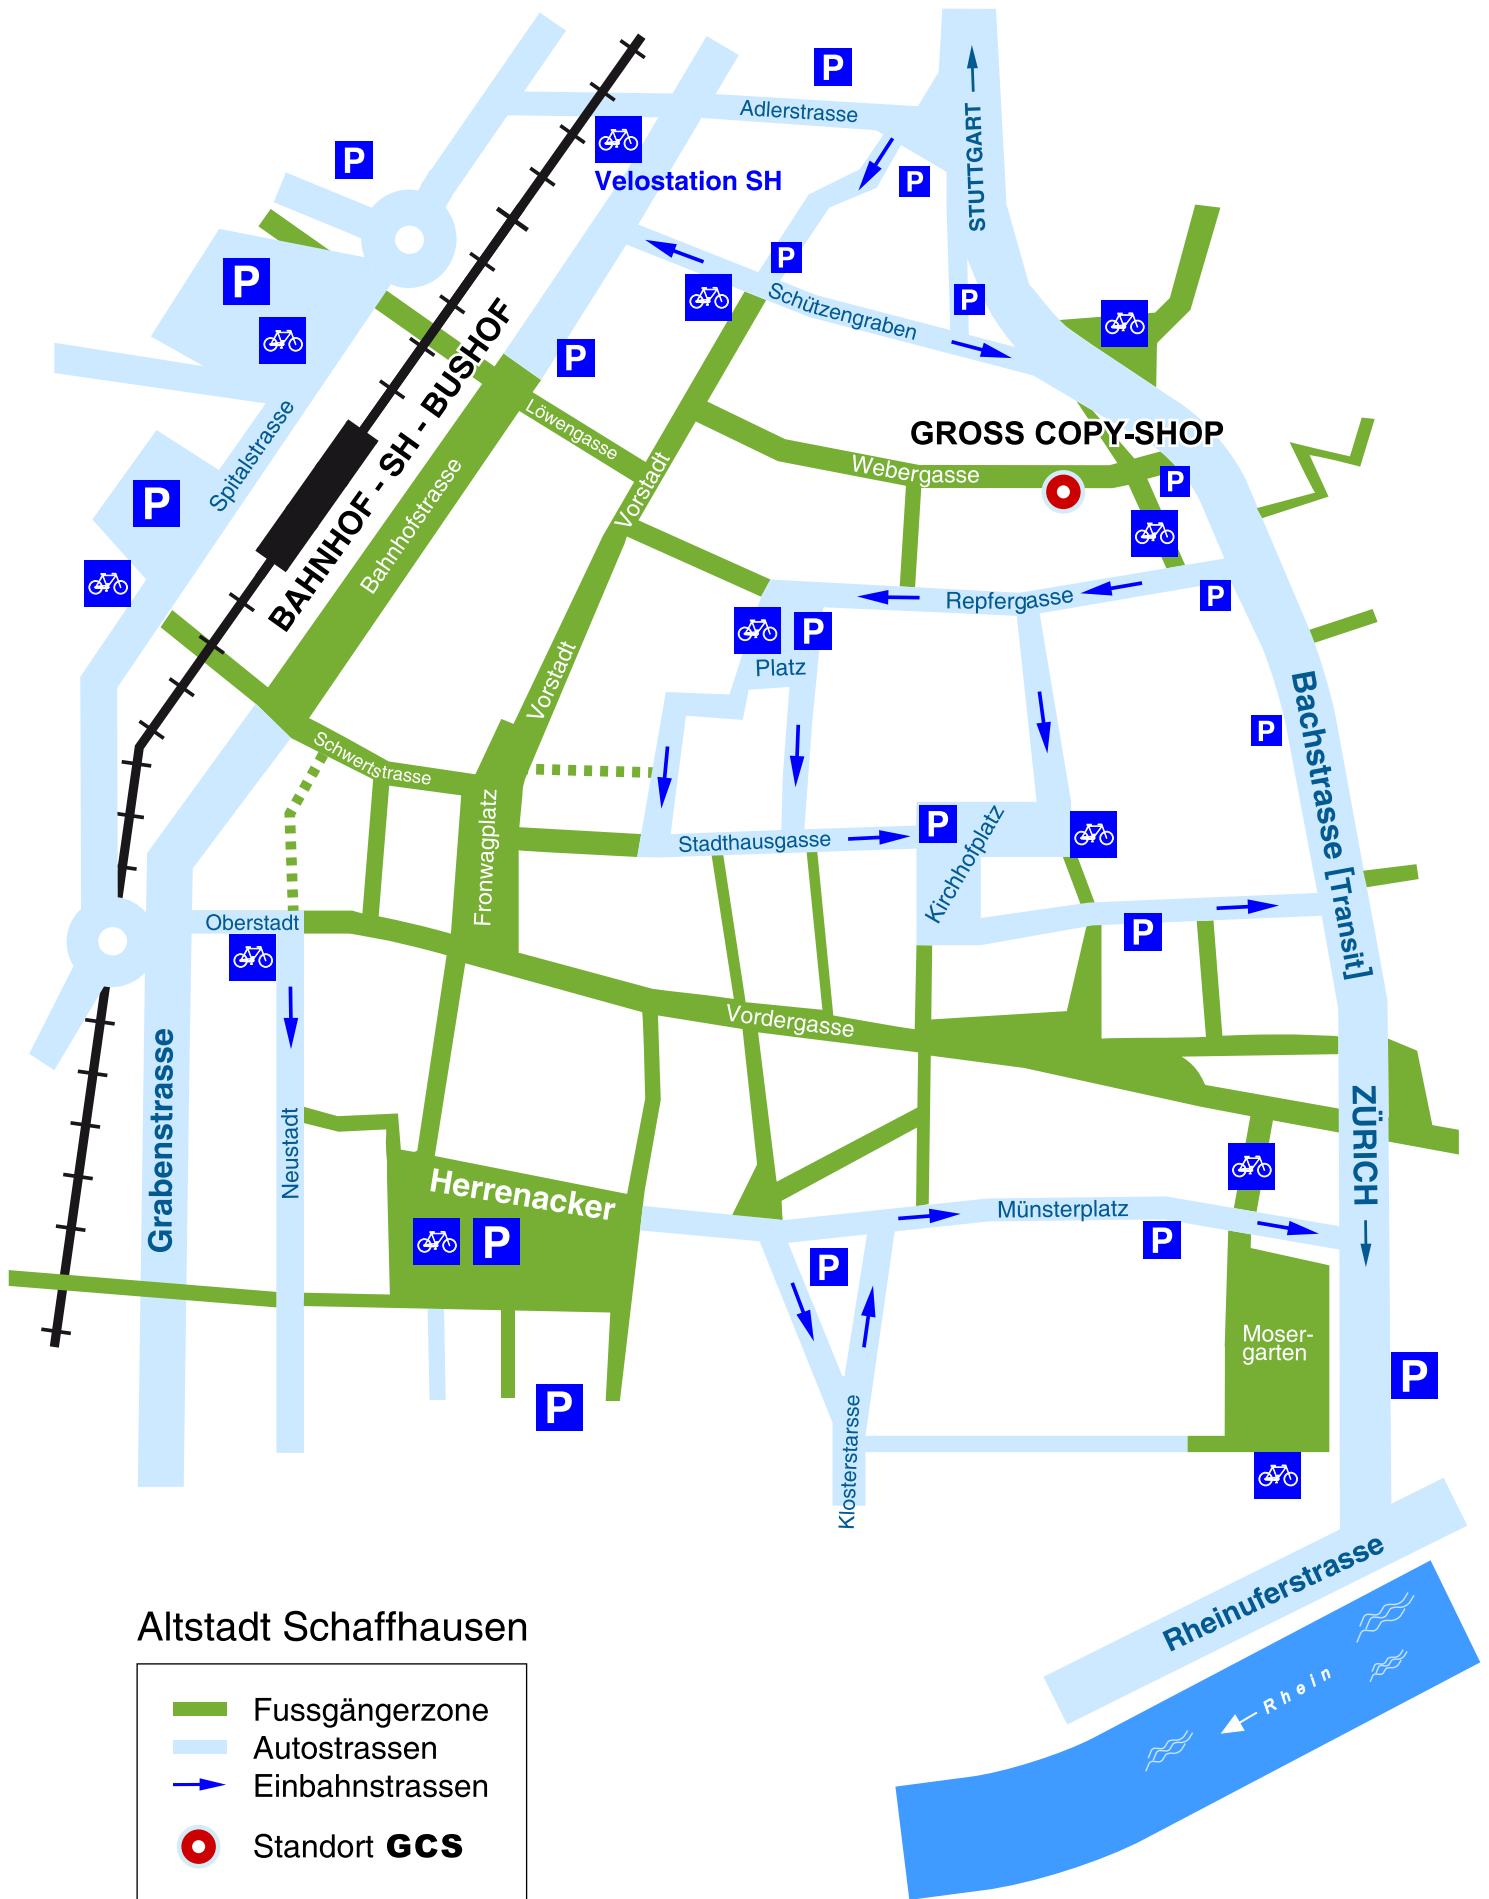 P
Adlerstrasse
STUTTGART
P
Velostation SH
P
P
P
Schützengraben
P
P
BAHNHOF - SH - BUSHOF
Spitalstrasse
Löwengasse
GROSS COPY-SHOP
Webergasse
P
P
Bahnhofstrasse
Vorstadt
Repfergasse
P
P
Platz
Vorstadt
Bachstrasse [Transit]
P
Schwertstrasse
Fronwagplatz
Stadthausgasse
P
Kirchhofplatz
Oberstadt
P
Vordergasse
Grabenstrasse
Neustadt
ZÜRICH
Herrenacker
P
Münsterplatz
P
P
Moser-
garten
P
P
Klosterstarsse
Rheinuferstrasse
Rhein
Altstadt Schaffhausen
Fussgängerzone
Autostrassen
Einbahnstrassen
Standort GCS